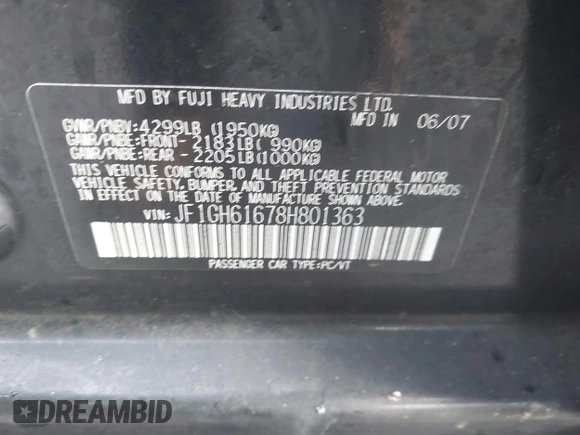 MFD BY FUJI HEAVY INDUSTRIES LTD.
MFD IN 06/07
GVWR/PNBV:4299LB (1950KG)
GAWR/PNBE:FRONT- 2183LB( 990KG)
GAWR/PNBE:REAR - 2205LB(1000KG)
THIS VEHICLE CONFORMS TO ALL APPLICABLE FEDERAL MOTOR
VEHICLE SAFETY, BUMPER, AND THEFT PREVENTION STANDARDS
IN EFFECT ON THE DATE OF MANUFACTURE SHOWN ABOVE.
VIN: JF1GH61678H801363
PASSENGER CAR TYPE:PC/VT
DREAMBID